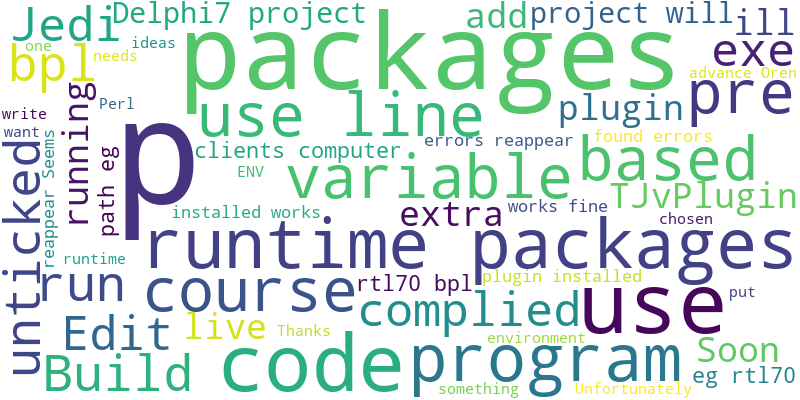 Jedi
Delphi7 project
add
project will
ill
one
ideas
bpl
needs
packages
exe
advance Oren
pre
write
Perl
use line
plugin
want
running
p
errors reappear
found errors
unticked
reappear Seems
path eg
clients computer
ENV
variable
based
TJvPlugin
installed works
extra
works fine
chosen
runtime packages
runtime
run
course
rtl70 bpl
plugin installed
use
put
Edit
live
Thanks
complied
environment
Soon
Build
code
program
eg rtl70
something
Unfortunately